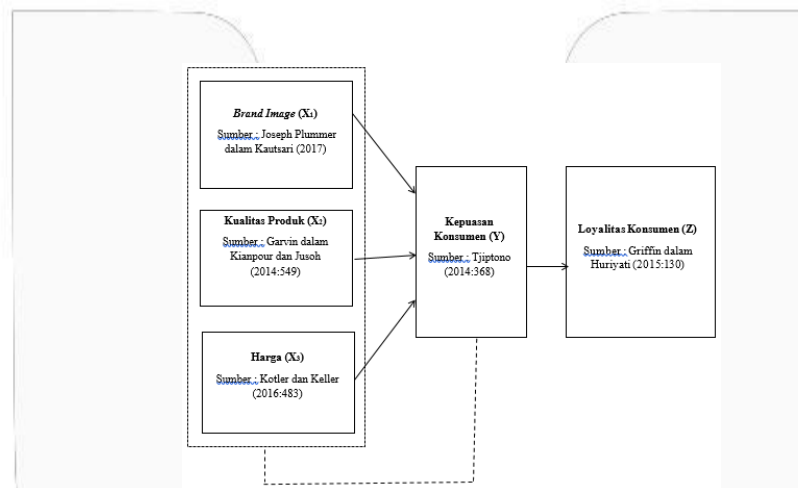 Brand Image (X₁)
Sumber : Joseph Plummer
dalam Kautsari (2017)
Kualitas Produk (X₂)
Sumber : Garvin dalam
Kianpour dan Jusoh
(2014:549)
Harga (X₃)
Sumber : Kotler dan Keller
(2016:483)
Kepuasan
Konsumen (Y)
Sumber : Tjiptono
(2014:368)
Loyalitas Konsumen (Z)
Sumber : Griffin dalam
Huriyati (2015:130)